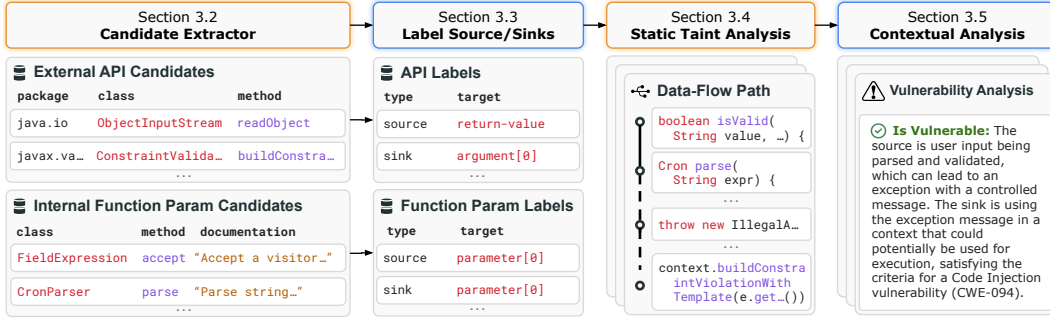 Section 3.2
Candidate Extractor
Section 3.3
Label Source/Sinks
Section 3.4
Static Taint Analysis
Section 3.5
Contextual Analysis
External API Candidates
package class method
java.io ObjectInputStream readObject
javax.va… ConstraintValida… buildConstra…
...
Internal Function Param Candidates
class method documentation
FieldExpression accept “Accept a visitor…”
CronParser parse “Parse string…”
...
API Labels
type target
source return-value
sink argument[0]
...
Function Param Labels
type target
source parameter[0]
sink parameter[0]
...
Data-Flow Path
boolean isValid(
String value, …) {
Cron parse(
String expr) {
...
throw new IllegalA…
...
context.buildConstra
intViolationWith
Template(e.get…())
Vulnerability Analysis
Is Vulnerable: The
source is user input being
parsed and validated,
which can lead to an
exception with a controlled
message. The sink is using
the exception message in a
context that could
potentially be used for
execution, satisfying the
criteria for a Code Injection
vulnerability (CWE-094).